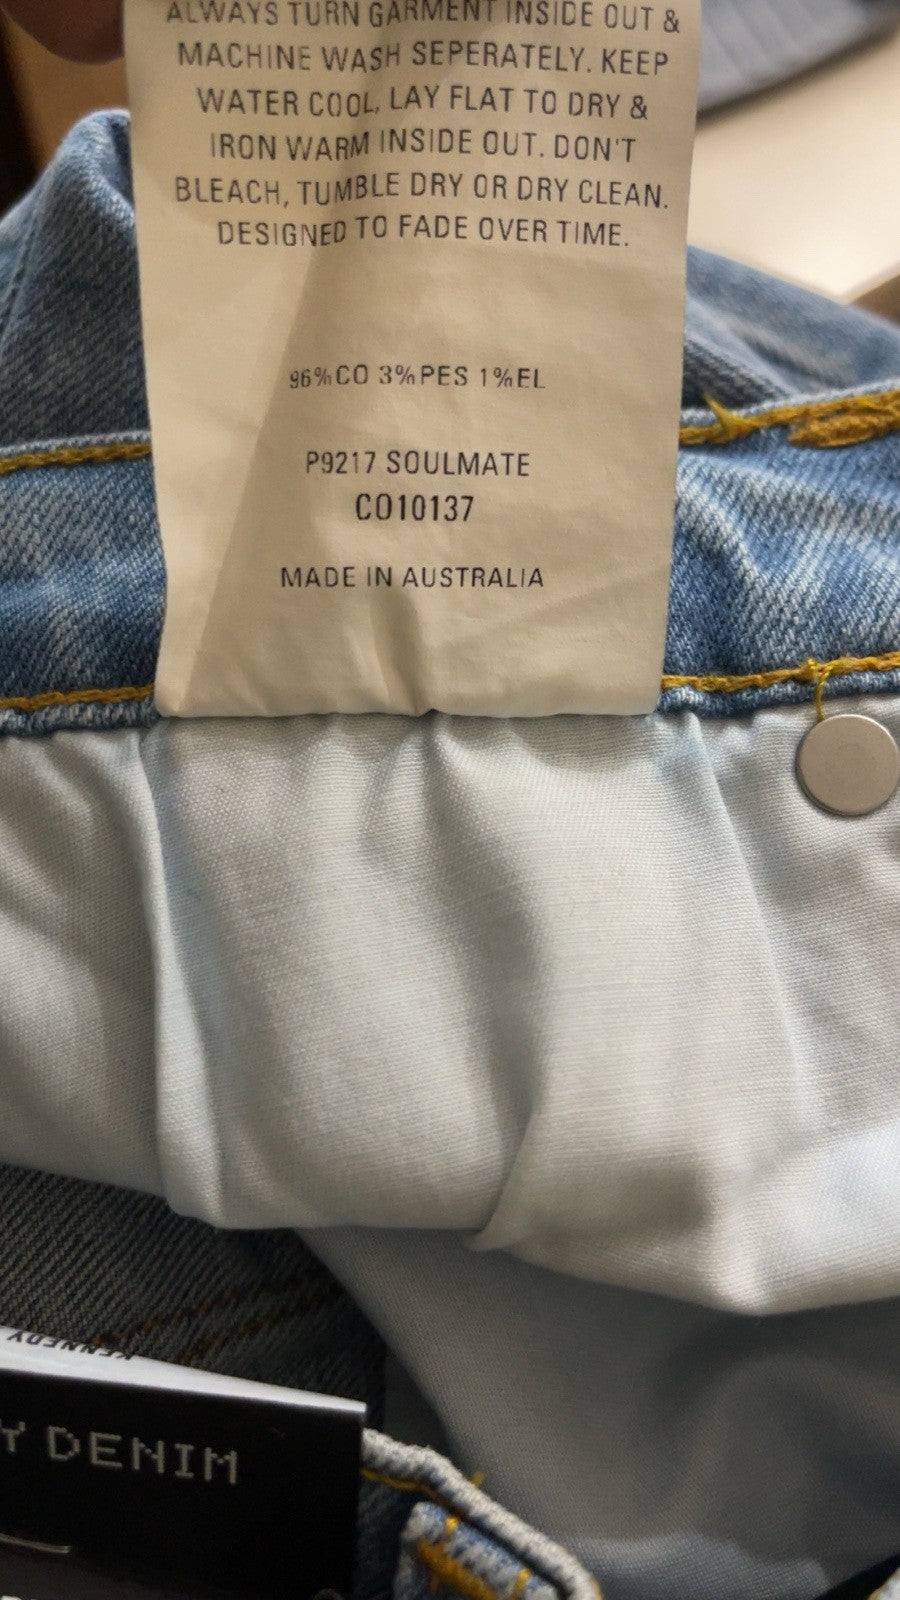 ALWAYS TURN GARMENT INSIDE OUT &
MACHINE WASH SEPERATELY. KEEP
WATER COOL, LAY FLAT TO DRY &
IRON WARM INSIDE OUT. DON'T
BLEACH, TUMBLE DRY OR DRY CLEAN.
DESIGNED TO FADE OVER TIME.
96%CO 3%PES 1%EL
P9217 SOULMATE
CO10137
MADE IN AUSTRALIA
KENNEDY
Y DENIM